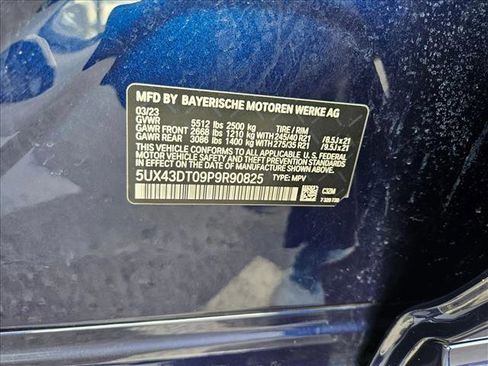 MFD BY BAYERISCHE MOTOREN WERKE AG
03/23
GVWR 5512 lbs 2500 kg TIRE / RIM
GAWR FRONT 2668 lbs 1210 kg WITH 245/40 R21 /8.5J x 21
GAWR REAR 3086 lbs 1400 kg WITH 275/35 R21 /9.5J x 21
THIS VEHICLE CONFORMS TO ALL APPLICABLE FEDERAL
MOTOR VEHICLE SAFETY, BUMPER, AND THEFT PREVENTION
STANDARDS IN EFFECT ON THE DATE OF MANUFACTURE SHOWN ABOVE.
5UX43DT09P9R90825 TYPE: MPV
C3ZM